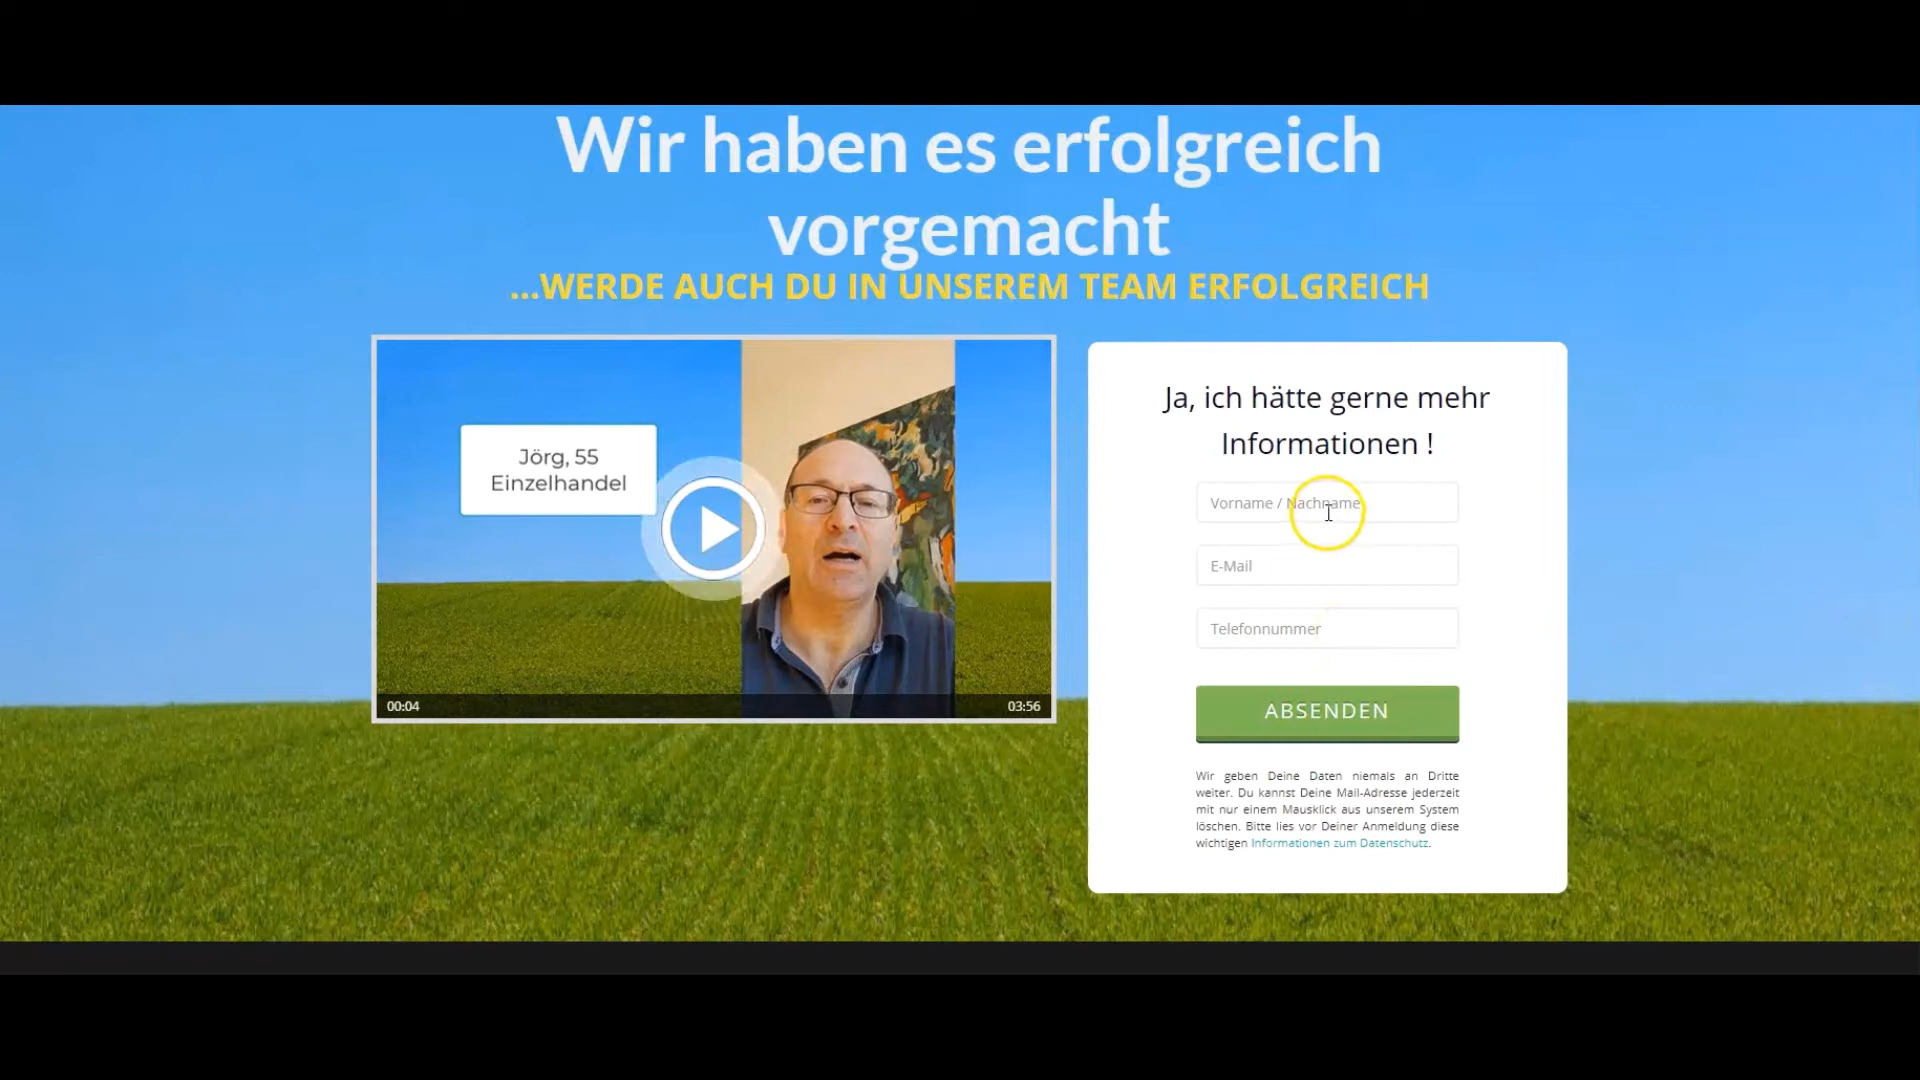 Wir haben es erfolgreich
vorgemacht
...WERDE AUCH DU IN UNSEREM TEAM ERFOLGREICH
Jörg, 55
Einzelhandel
00:04
03:56
Ja, ich hätte gerne mehr
Informationen !
Vorname / Nachname
E-Mail
Telefonnummer
ABSENDEN
Wir geben Deine Daten niemals an Dritte
weiter. Du kannst Deine Mail-Adresse jederzeit
mit nur einem Mausklick aus unserem System
löschen. Bitte lies vor Deiner Anmeldung diese
wichtigen Informationen zum Datenschutz.